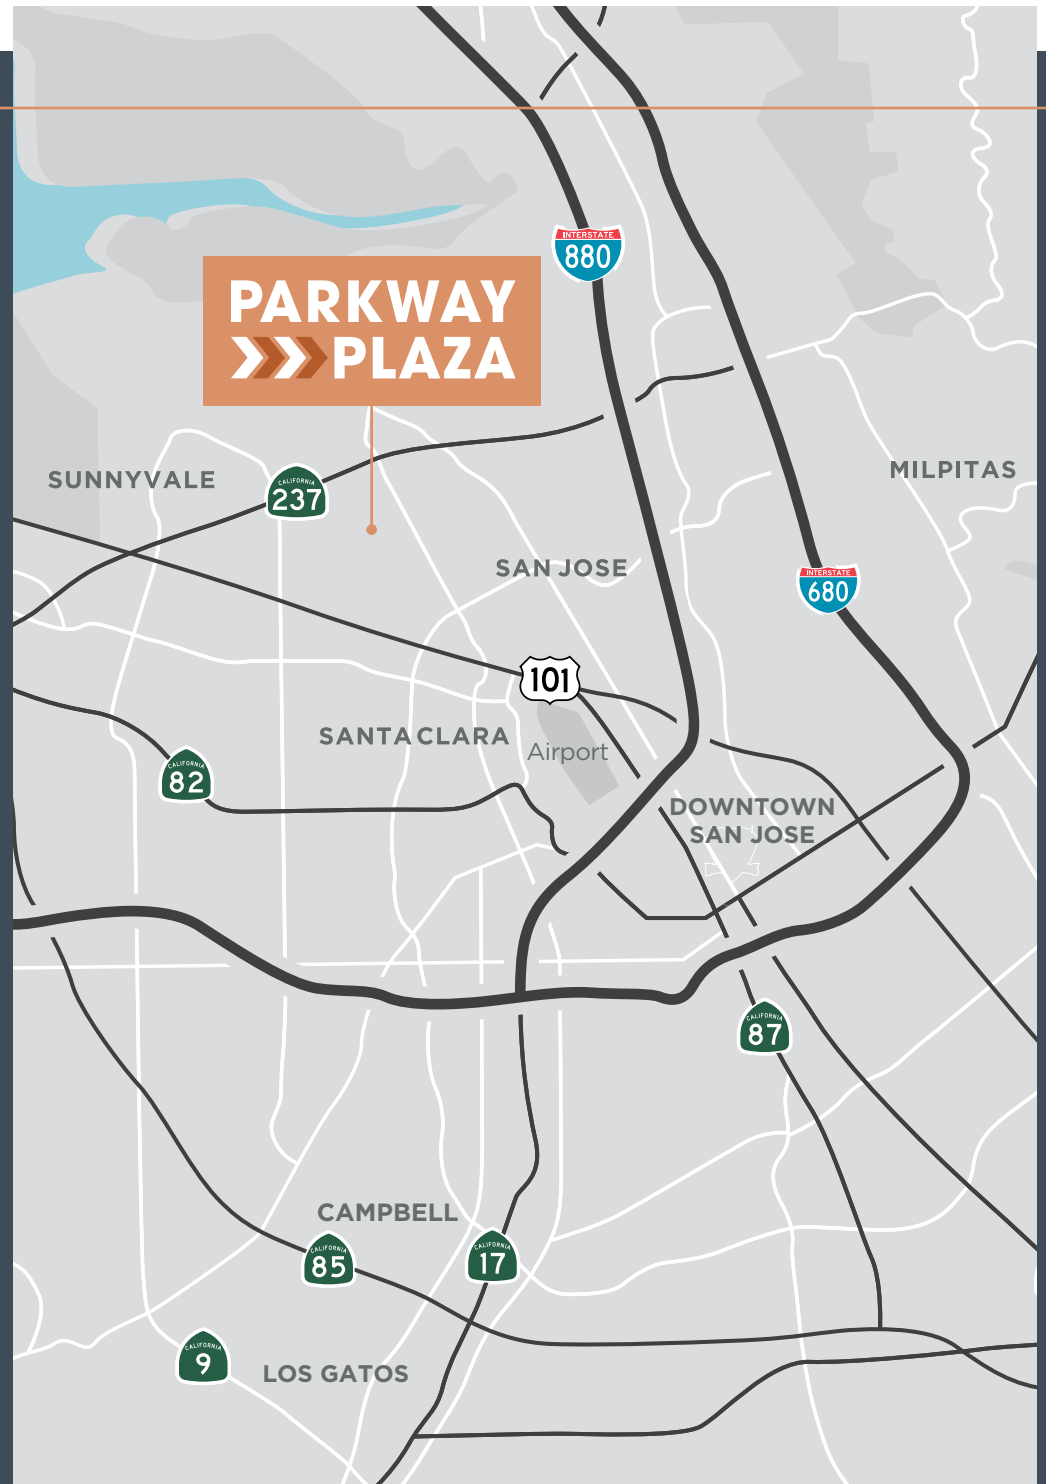 INTERSTATE
880
PARKWAY
PLAZA
SUNNYVALE
CALIFORNIA
237
MILPITAS
SAN JOSE
INTERSTATE
680
101
SANTA CLARA
Airport
CALIFORNIA
82
DOWNTOWN
SAN JOSE
CALIFORNIA
87
CAMPBELL
CALIFORNIA
85
CALIFORNIA
17
CALIFORNIA
9
LOS GATOS